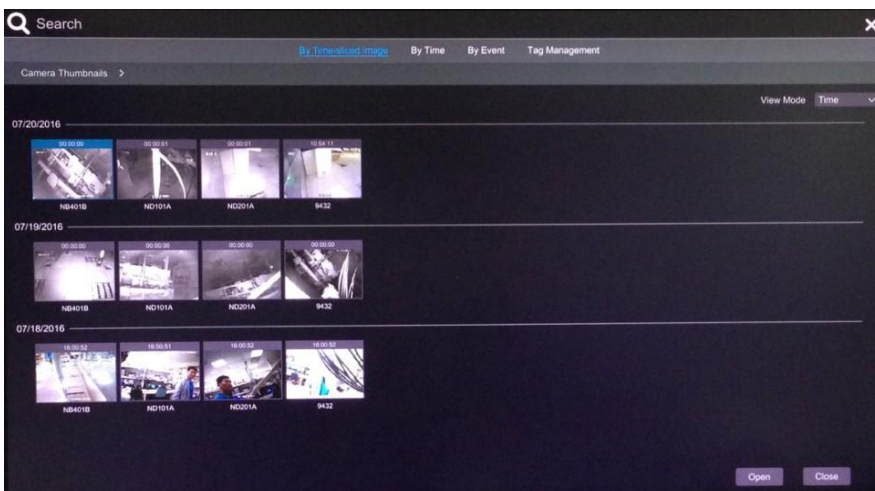 Search
By Time-sliced Image By Time By Event Tag Management
Camera Thumbnails >
View Mode Time
07/20/2016
00:00:00 00:00:01 00:00:01 10:54:11
NB401B ND101A ND201A 9432
07/19/2016
00:00:00 00:00:00 00:00:00 00:00:00
NB401B ND101A ND201A 9432
07/18/2016
16:00:52 16:00:51 16:00:52 16:00:52
NB401B ND101A ND201A 9432
Open Close